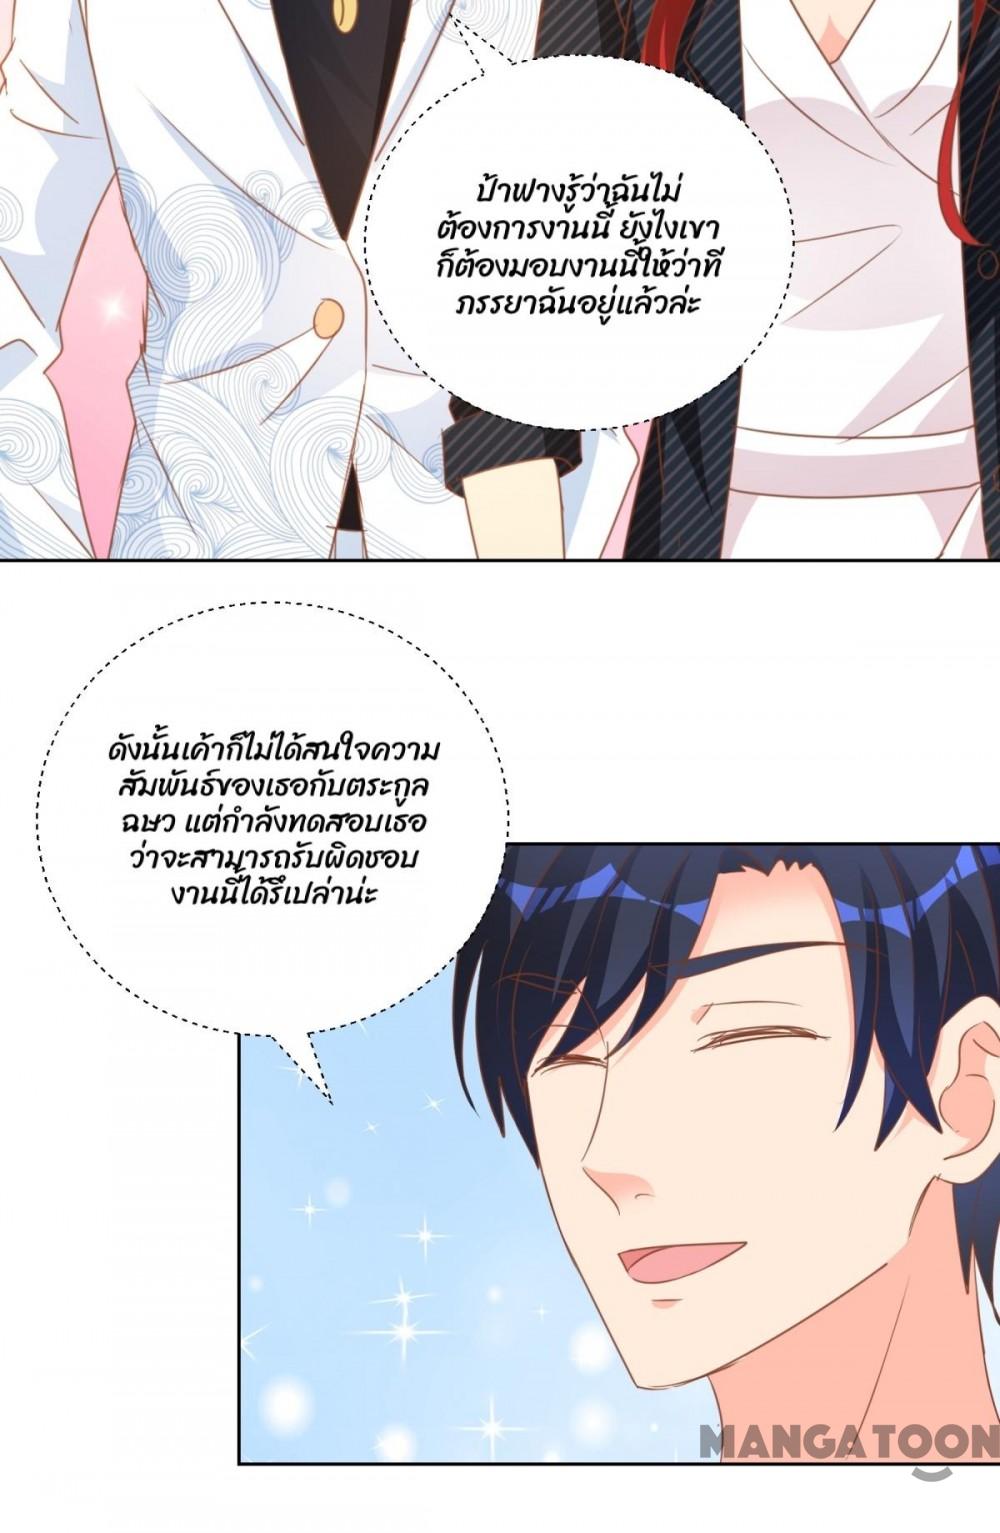 ป้าฟางรู้ว่าฉันไม่
ต้องการงานนี้ ยังไงเขา
ก็ต้องมอบงานนี้ให้ว่าที่
ภรรยาฉันอยู่แล้วล่ะ
ดังนั้นเค้าก็ไม่ได้สนใจความ
สัมพันธ์ของเธอกับตระกูล
ฉษว แต่กำลังทดสอบเธอ
ว่าจะสามารถรับผิดชอบ
งานนี้ได้รึเปล่าน่ะ
MANGATOON